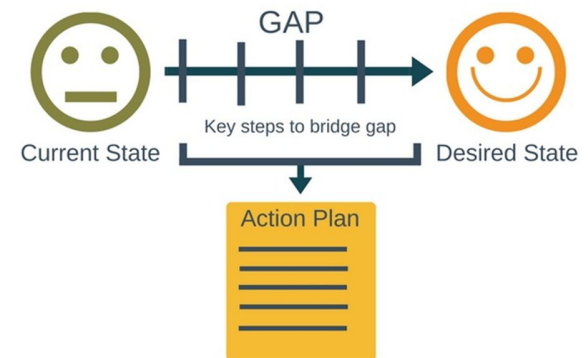 GAP
Key steps to bridge gap
Current State
Desired State
Action Plan